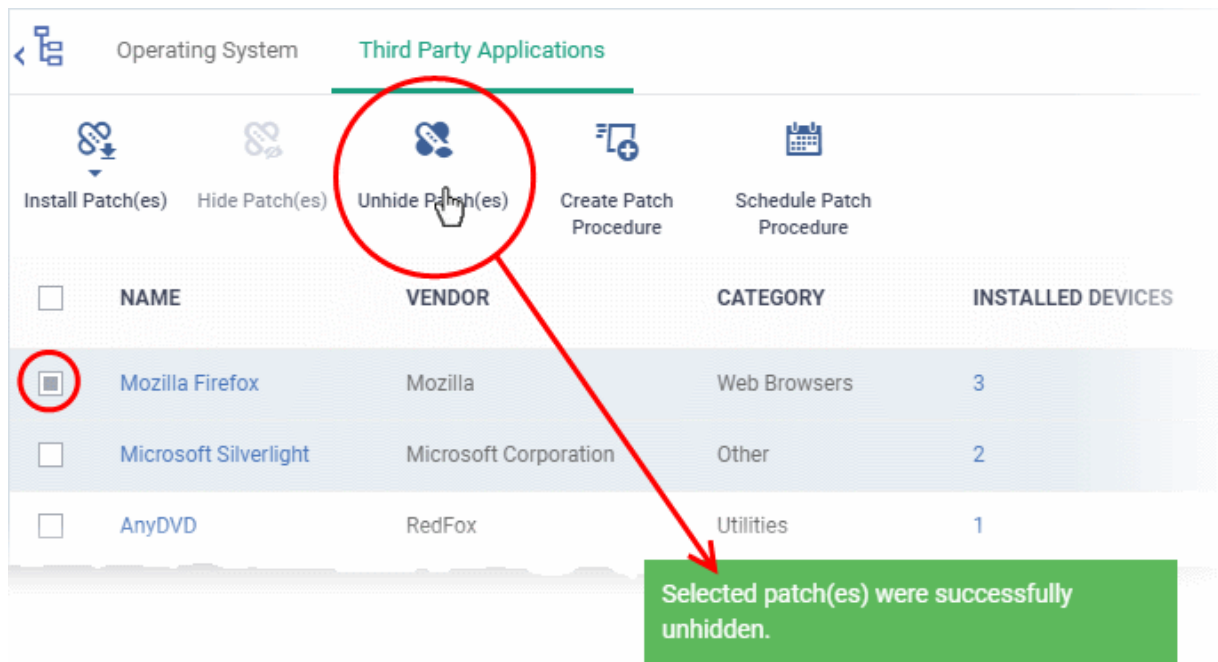 Operating System Third Party Applications
Install Patch(es) Hide Patch(es) Unhide Patch(es) Create Patch Procedure Schedule Patch Procedure
NAME VENDOR CATEGORY INSTALLED DEVICES
Mozilla Firefox Mozilla Web Browsers 3
Microsoft Silverlight Microsoft Corporation Other 2
AnyDVD RedFox Utilities 1
Selected patch(es) were successfully
unhidden.